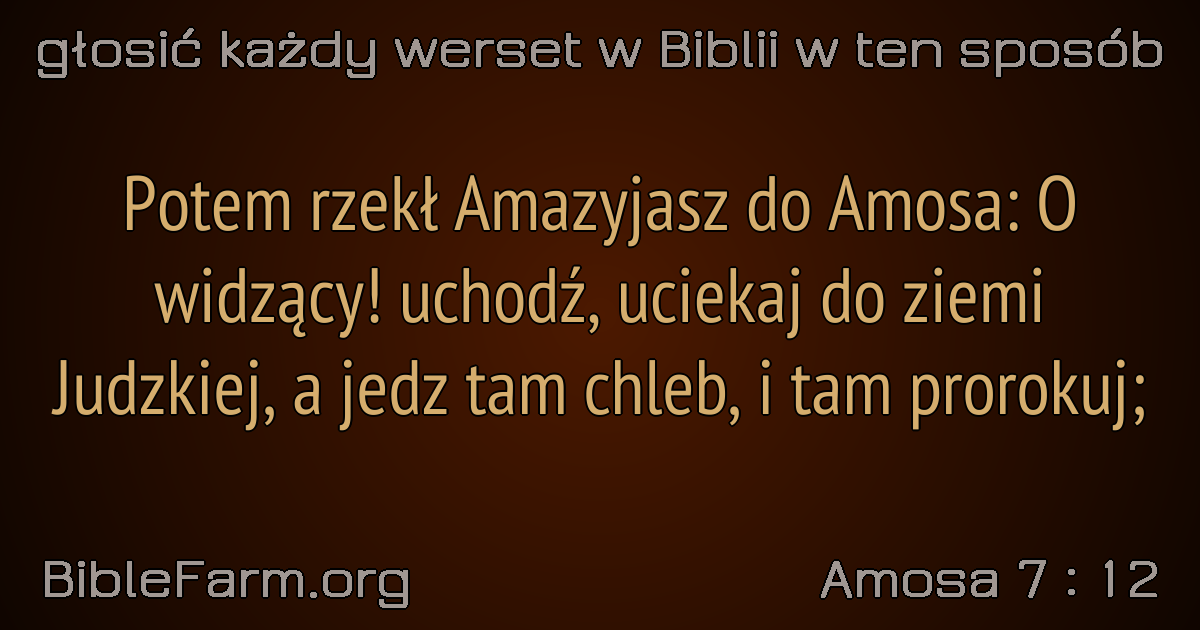 głosić każdy werset w Biblii w ten sposób
Potem rzekł Amazyjasz do Amosa: O
widzący! uchodź, uciekaj do ziemi
Judzkiej, a jedz tam chleb, i tam prorokuj;
BibleFarm.org
Amosa 7 : 12